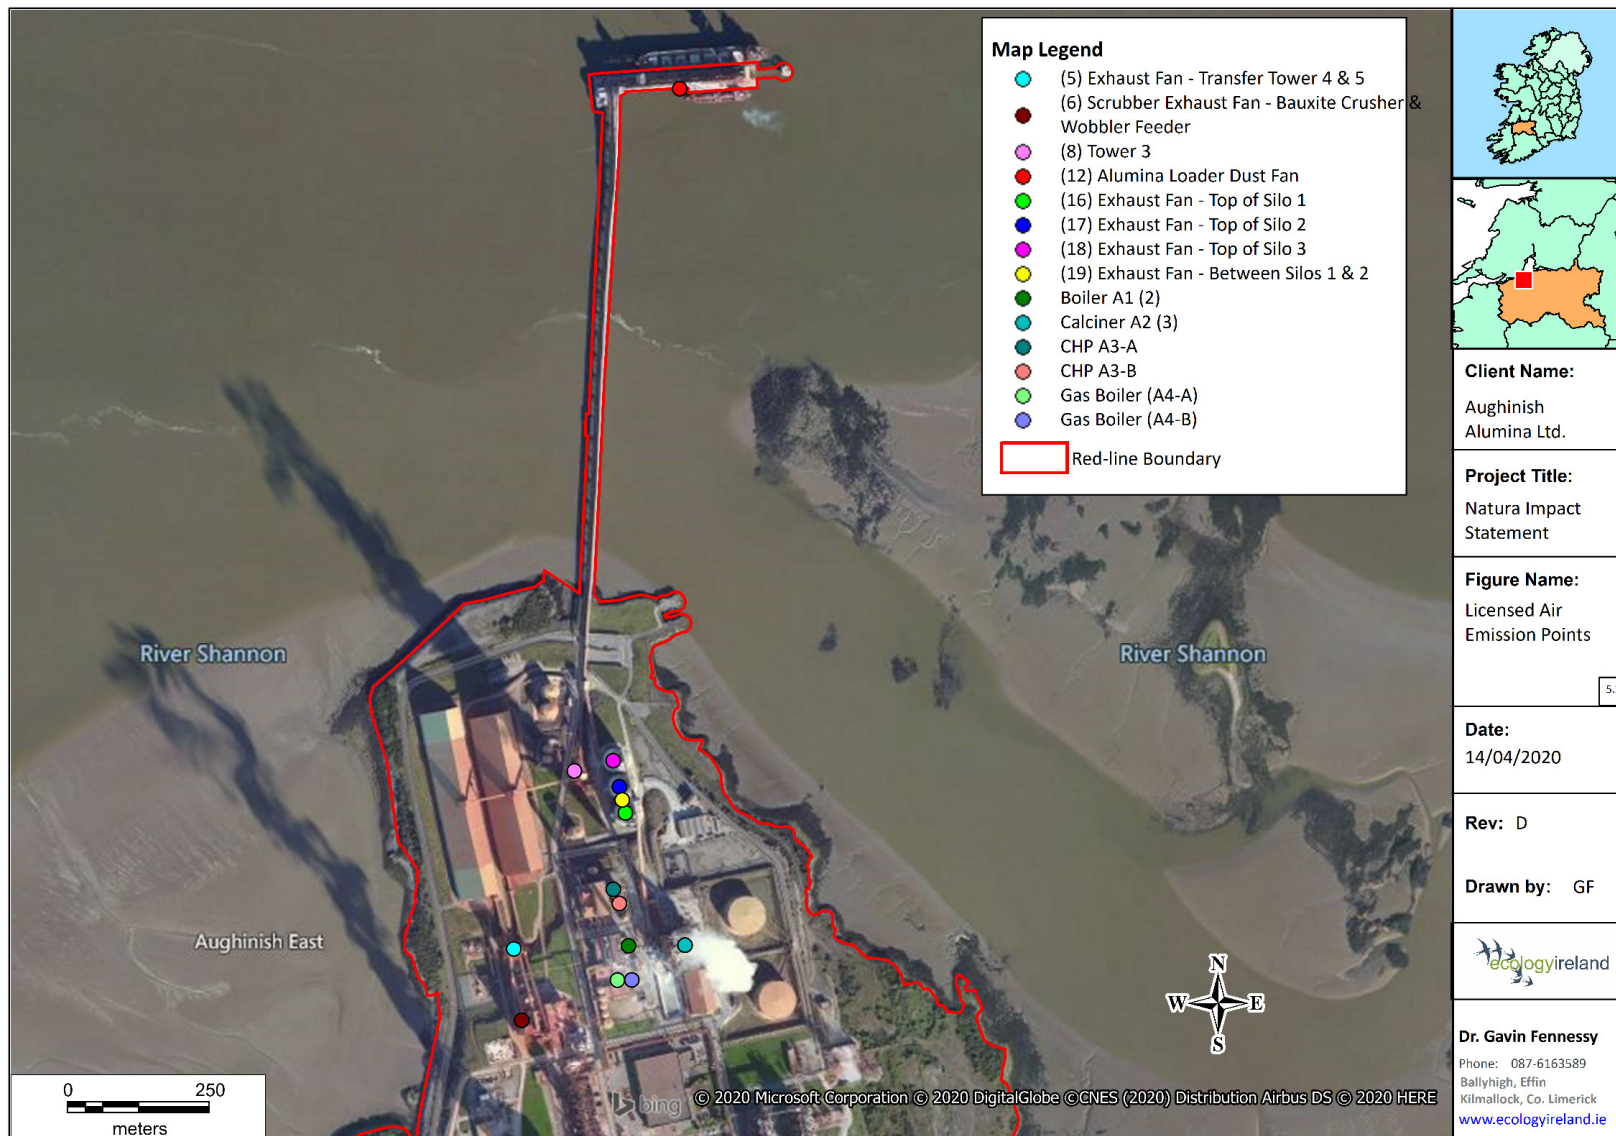 Map Legend
(5) Exhaust Fan - Transfer Tower 4 & 5
(6) Scrubber Exhaust Fan - Bauxite Crusher &
Wobbler Feeder
(8) Tower 3
(12) Alumina Loader Dust Fan
(16) Exhaust Fan - Top of Silo 1
(17) Exhaust Fan - Top of Silo 2
(18) Exhaust Fan - Top of Silo 3
(19) Exhaust Fan - Between Silos 1 & 2
Boiler A1 (2)
Calciner A2 (3)
CHP A3-A
CHP A3-B
Gas Boiler (A4-A)
Gas Boiler (A4-B)
Red-line Boundary
River Shannon
River Shannon
Aughinish East
N
W E
S
0 250
meters
bing
© 2020 Microsoft Corporation © 2020 DigitalGlobe ©CNES (2020) Distribution Airbus DS © 2020 HERE
Client Name:
Aughinish
Alumina Ltd.
Project Title:
Natura Impact
Statement
Figure Name:
Licensed Air
Emission Points
Date:
14/04/2020
Rev: D
Drawn by: GF
ecologyireland
Dr. Gavin Fennessy
Phone: 087-6163589
Ballyhigh, Effin
Kilmallock, Co. Limerick
www.ecologyireland.ie